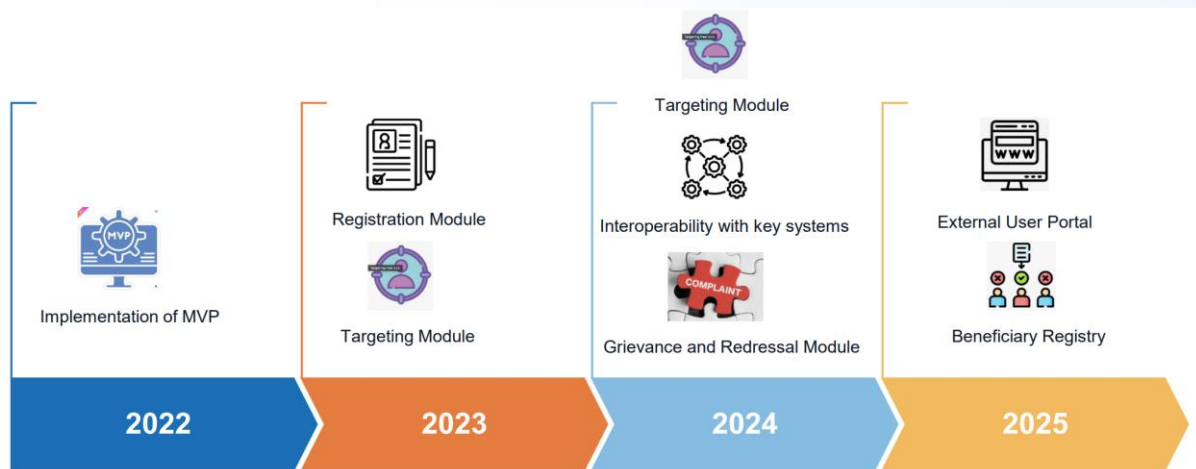 Targeting Module
Registration Module
Interoperability with key systems
External User Portal
WWW
MVP
COMPLAINT
Implementation of MVP
Targeting Module
Grievance and Redressal Module
Beneficiary Registry
2022
2023
2024
2025